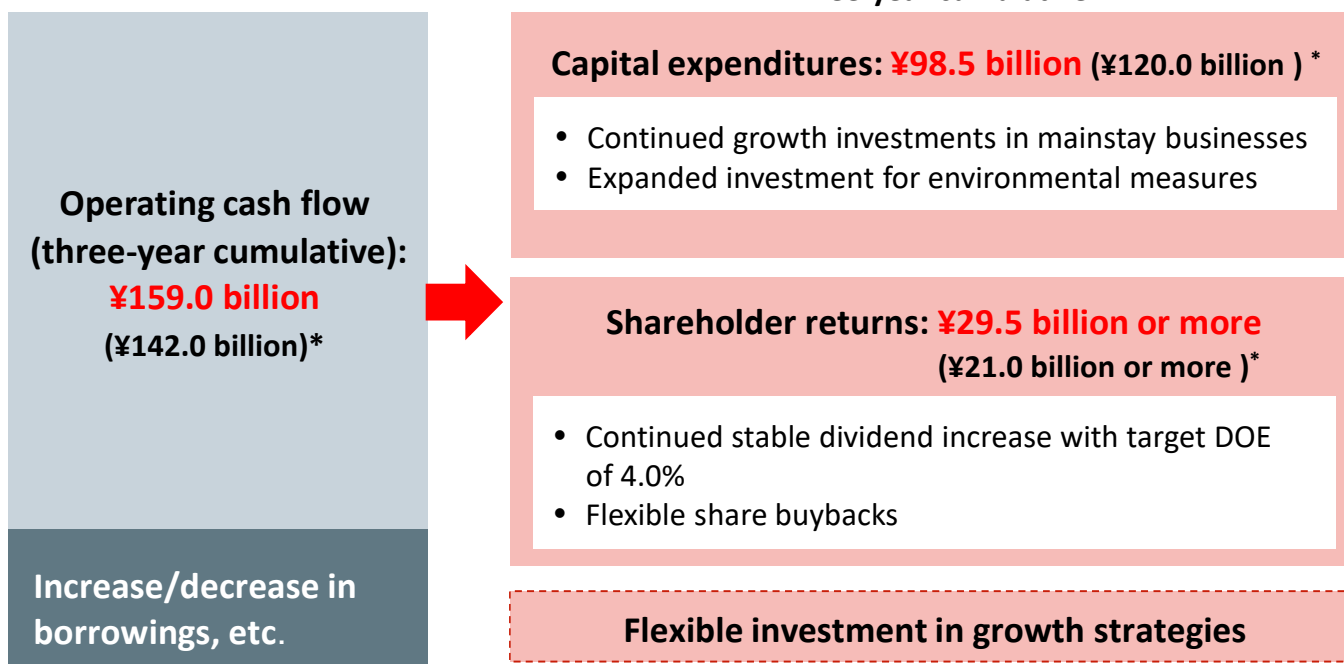 Capital expenditures: ¥98.5 billion (¥120.0 billion ) *
• Continued growth investments in mainstay businesses
• Expanded investment for environmental measures
Operating cash flow
(three-year cumulative):
¥159.0 billion
(¥142.0 billion)*
Shareholder returns: ¥29.5 billion or more
(¥21.0 billion or more )*
• Continued stable dividend increase with target DOE
of 4.0%
• Flexible share buybacks
Increase/decrease in
borrowings, etc.
Flexible investment in growth strategies